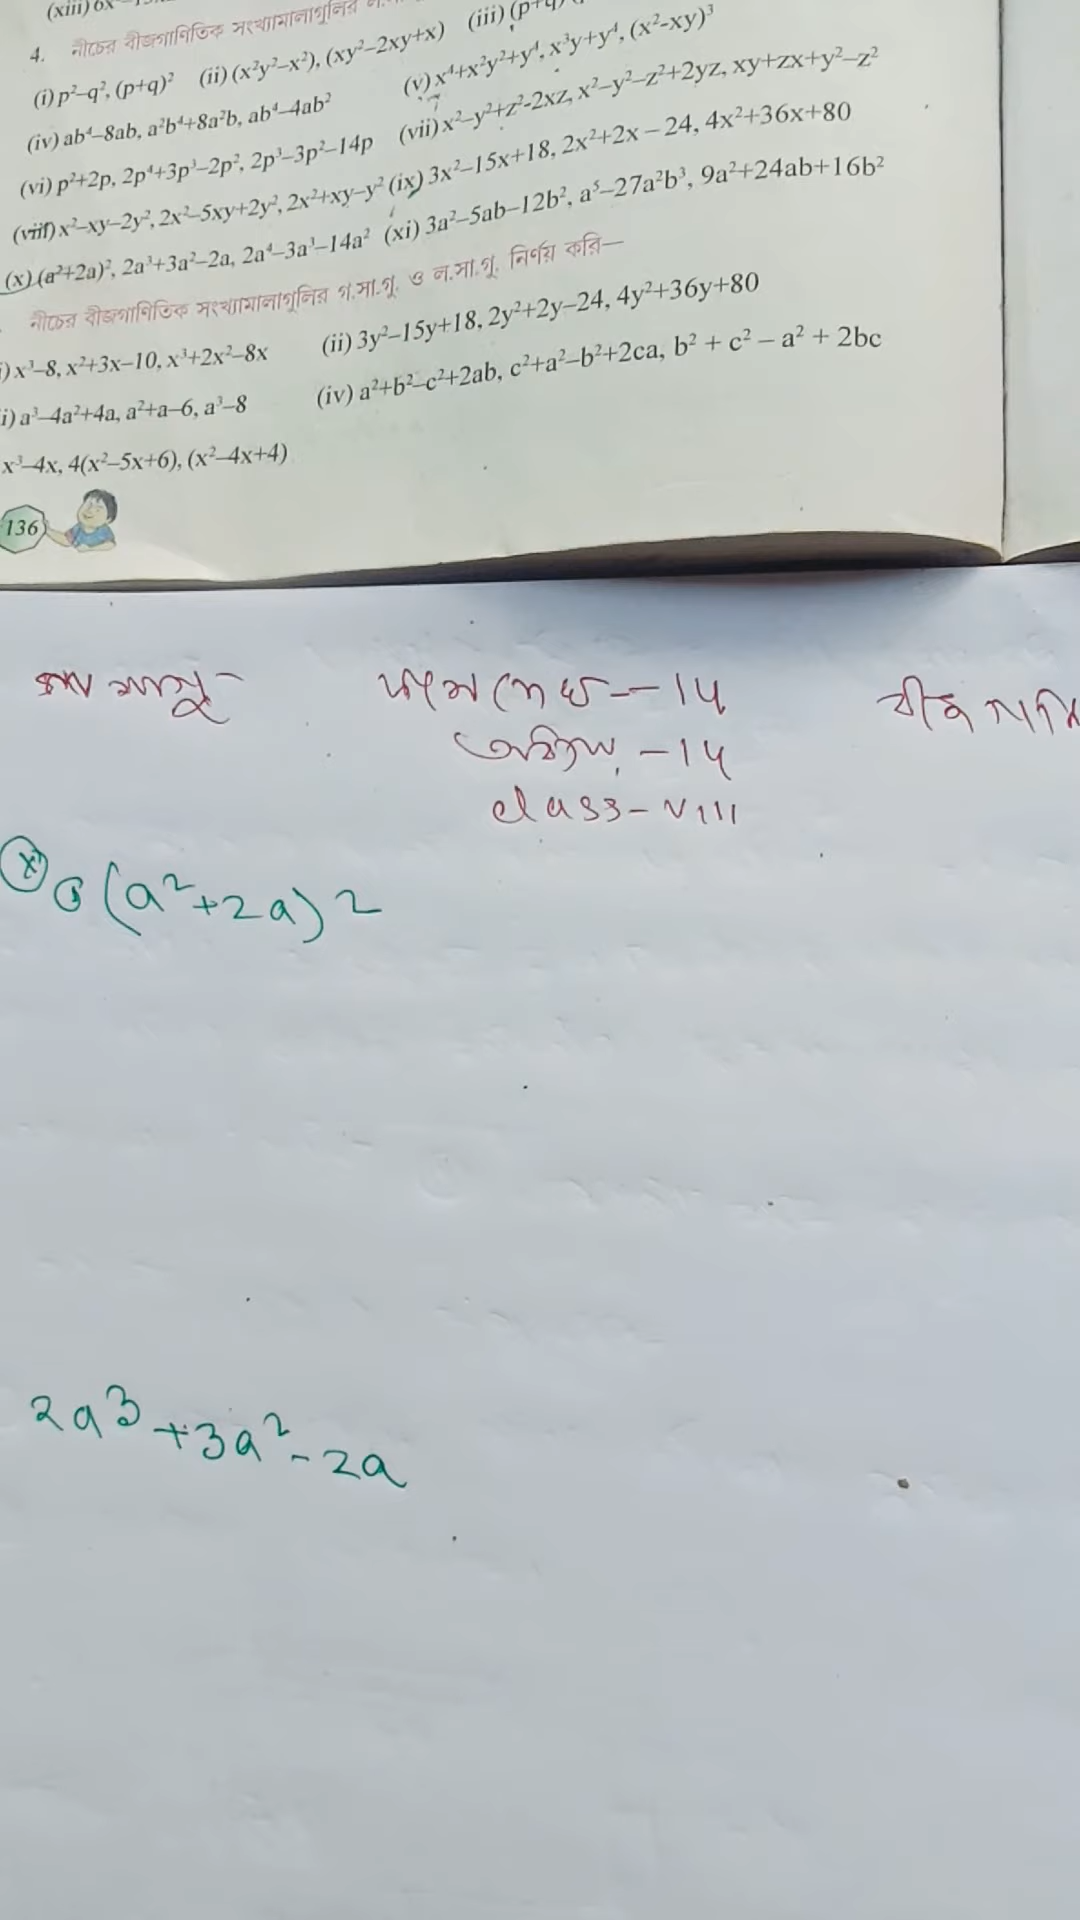 (xiii) 6x
4. নীচের বীজগাণিতিক সংখ্যামালাগুলির
(i) p²–q², (p+q)² (ii) (x²y²–x²), (xy²–2xy+x) (iii) (p+q)
(iv) ab⁴–8ab, a²b⁴+8a²b, ab⁴–4ab² (v) x⁴+x²y²+y⁴, x³y+y⁴, (x²-xy)³
(vi) p²+2p, 2p⁴+3p³–2p², 2p³–3p²–14p (vii) x²–y²+z²-2xz, x²–y²–z²+2yz, xy+zx+y²–z²
(viii) x²–xy–2y², 2x²–5xy+2y², 2x²+xy–y² (ix) 3x²–15x+18, 2x²+2x – 24, 4x²+36x+80
(x) (a²+2a)², 2a³+3a²–2a, 2a⁴–3a³–14a² (xi) 3a²–5ab–12b², a⁵–27a²b³, 9a²+24ab+16b²
নীচের বীজগাণিতিক সংখ্যামালাগুলির গ.সা.গু. ও ল.সা.গু. নির্ণয় করি—
i) x³–8, x²+3x–10, x³+2x²–8x (ii) 3y²–15y+18, 2y²+2y–24, 4y²+36y+80
i) a³–4a²+4a, a²+a–6, a³–8 (iv) a²+b²–c²+2ab, c²+a²–b²+2ca, b² + c² – a² + 2bc
x³–4x, 4(x²–5x+6), (x²–4x+4)
136
–14
–14
class-VIII
(x) (a²+2a)2
2a³+3a²-2a